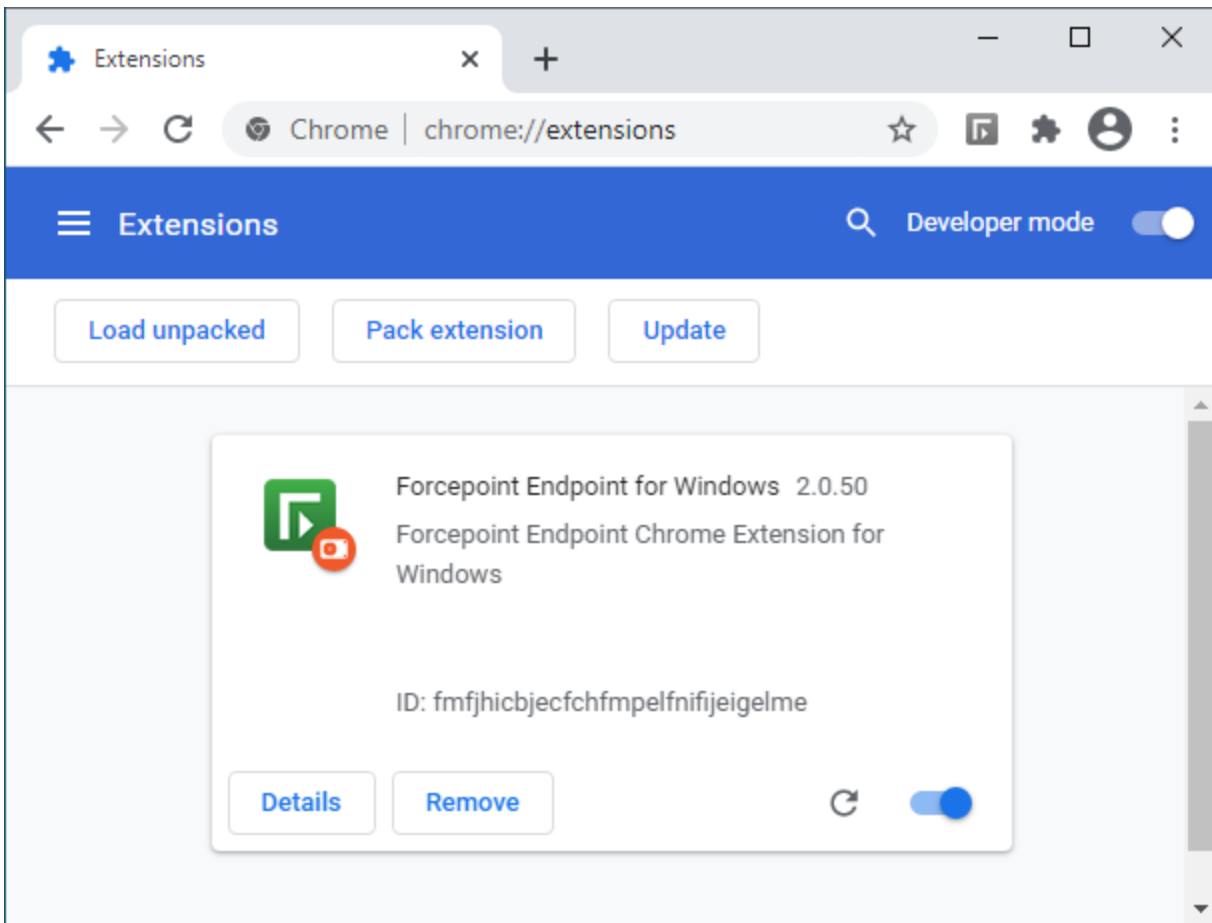 Extensions
Chrome | chrome://extensions
Extensions
Developer mode
Load unpacked
Pack extension
Update
Forcepoint Endpoint for Windows 2.0.50
Forcepoint Endpoint Chrome Extension for
Windows
ID: fmfjhicbjecfchfmpelfnifijeigelme
Details
Remove